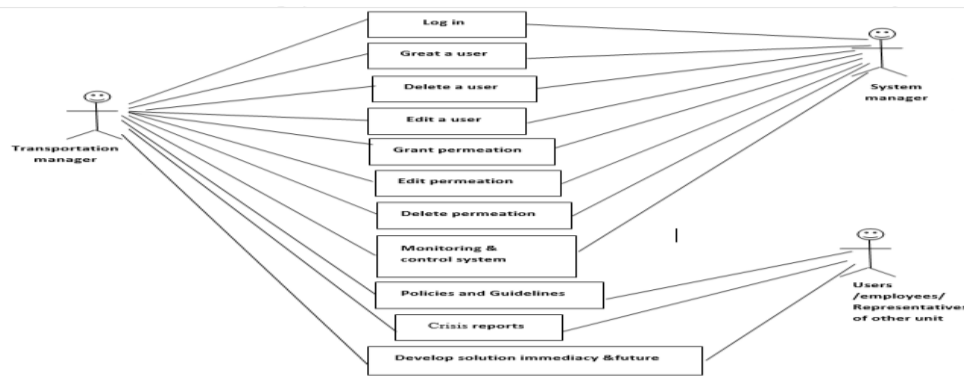 Log in
Great a user
Delete a user
Edit a user
Grant permeation
Edit permeation
Delete permeation
Monitoring &
control system
Policies and Guidelines
Crisis reports
Develop solution immediacy &future
Transportation
manager
System
manager
Users
/employees/
Representatives
of other unit